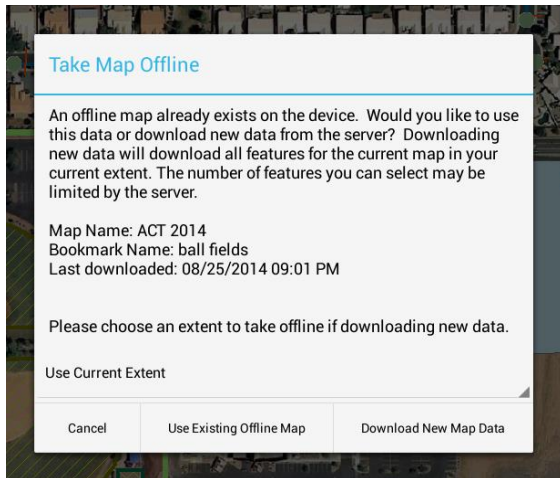 Take Map Offline
An offline map already exists on the device. Would you like to use
this data or download new data from the server? Downloading
new data will download all features for the current map in your
current extent. The number of features you can select may be
limited by the server.
Map Name: ACT 2014
Bookmark Name: ball fields
Last downloaded: 08/25/2014 09:01 PM
Please choose an extent to take offline if downloading new data.
Use Current Extent
Cancel
Use Existing Offline Map
Download New Map Data